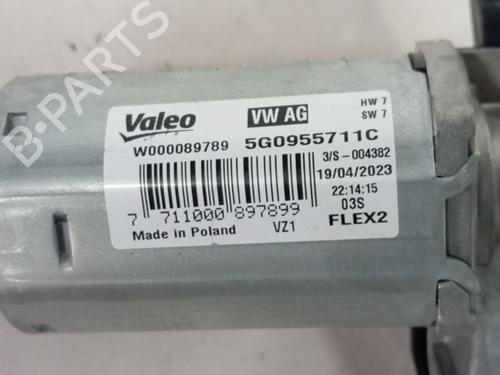 Valeo
VW AG
HW 7
SW 7
W000089789
5G0955711C
3/S-004382
19/04/2023
22:14:15
03S
7 711000 897899
Made in Poland
VZ1
FLEX2
B-PARTS